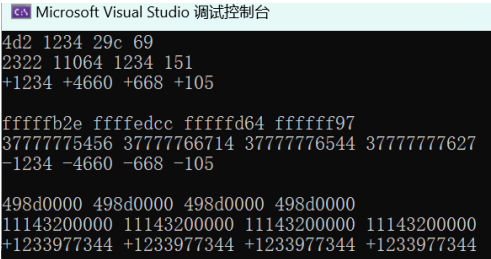 Microsoft Visual Studio 调试控制台
4d2 1234 29c 69
2322 11064 1234 151
+1234 +4660 +668 +105
fffffb2e ffffedcc fffffd64 ffffff97
37777775456 37777766714 37777776544 37777777627
-1234 -4660 -668 -105
498d0000 498d0000 498d0000 498d0000
11143200000 11143200000 11143200000 11143200000
+1233977344 +1233977344 +1233977344 +1233977344